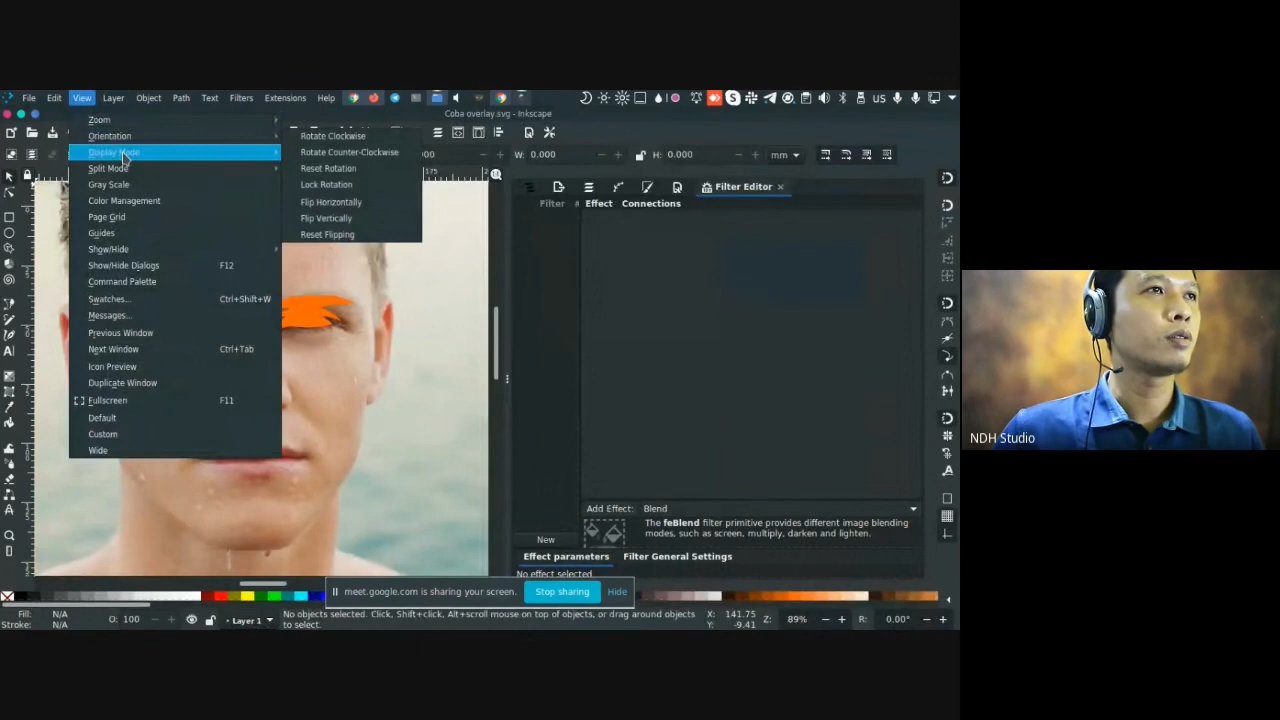 File Edit View Layer Object Path Text Filters Extensions Help US
Coba overlay.svg - Inkscape
W: 0.000 H: 0.000 mm
Zoom
Orientation
Display Mode
Split Mode
Gray Scale
Color Management
Page Grid
Guides
Show/Hide
Show/Hide Dialogs F12
Command Palette
Swatches... Ctrl+Shift+W
Messages...
Previous Window
Next Window Ctrl+Tab
Icon Preview
Duplicate Window
Fullscreen F11
Default
Custom
Wide
Rotate Clockwise
Rotate Counter-Clockwise
Reset Rotation
Lock Rotation
Flip Horizontally
Flip Vertically
Reset Flipping
175
Filter Editor
Filter Effect Connections
Add Effect: Blend
The feBlend filter primitive provides different image blending
modes, such as screen, multiply, darken and lighten.
New
Effect parameters Filter General Settings
No effect selected
meet.google.com is sharing your screen. Stop sharing Hide
Fill: N/A
Stroke: N/A
O: 100
Layer 1
No objects selected. Click, Shift+click, Alt+scroll mouse on top of objects, or drag around objects
to select.
X: 141.75
Y: -9.41
Z: 89%
R: 0.00°
NDH Studio